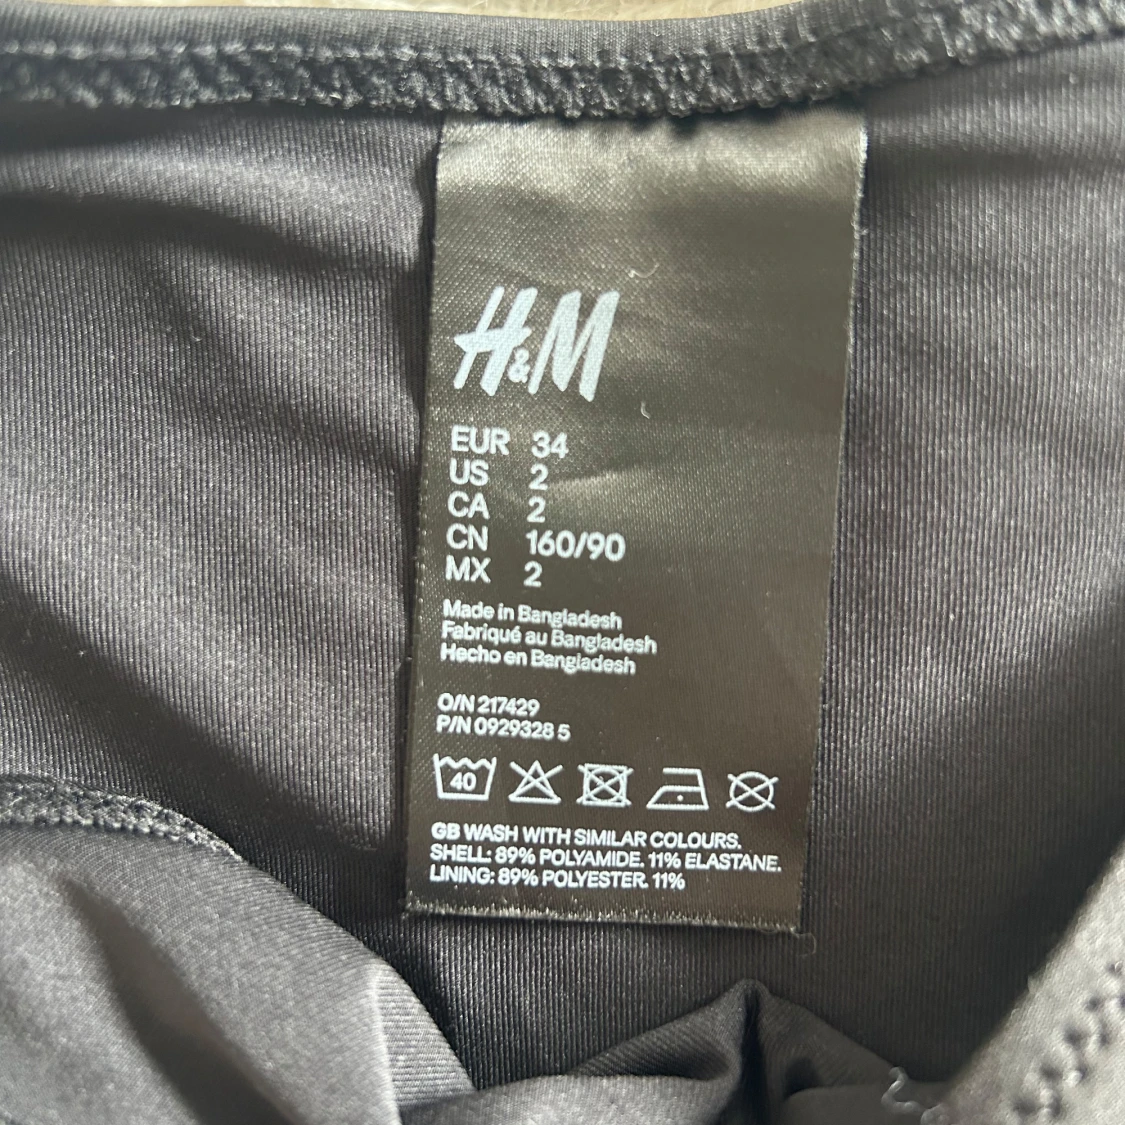 H&M
EUR 34
US 2
CA 2
CN 160/90
MX 2
Made in Bangladesh
Fabriqué au Bangladesh
Hecho en Bangladesh
O/N 217429
P/N 0929328 5
40
GB WASH WITH SIMILAR COLOURS.
SHELL: 89% POLYAMIDE. 11% ELASTANE.
LINING: 89% POLYESTER. 11%